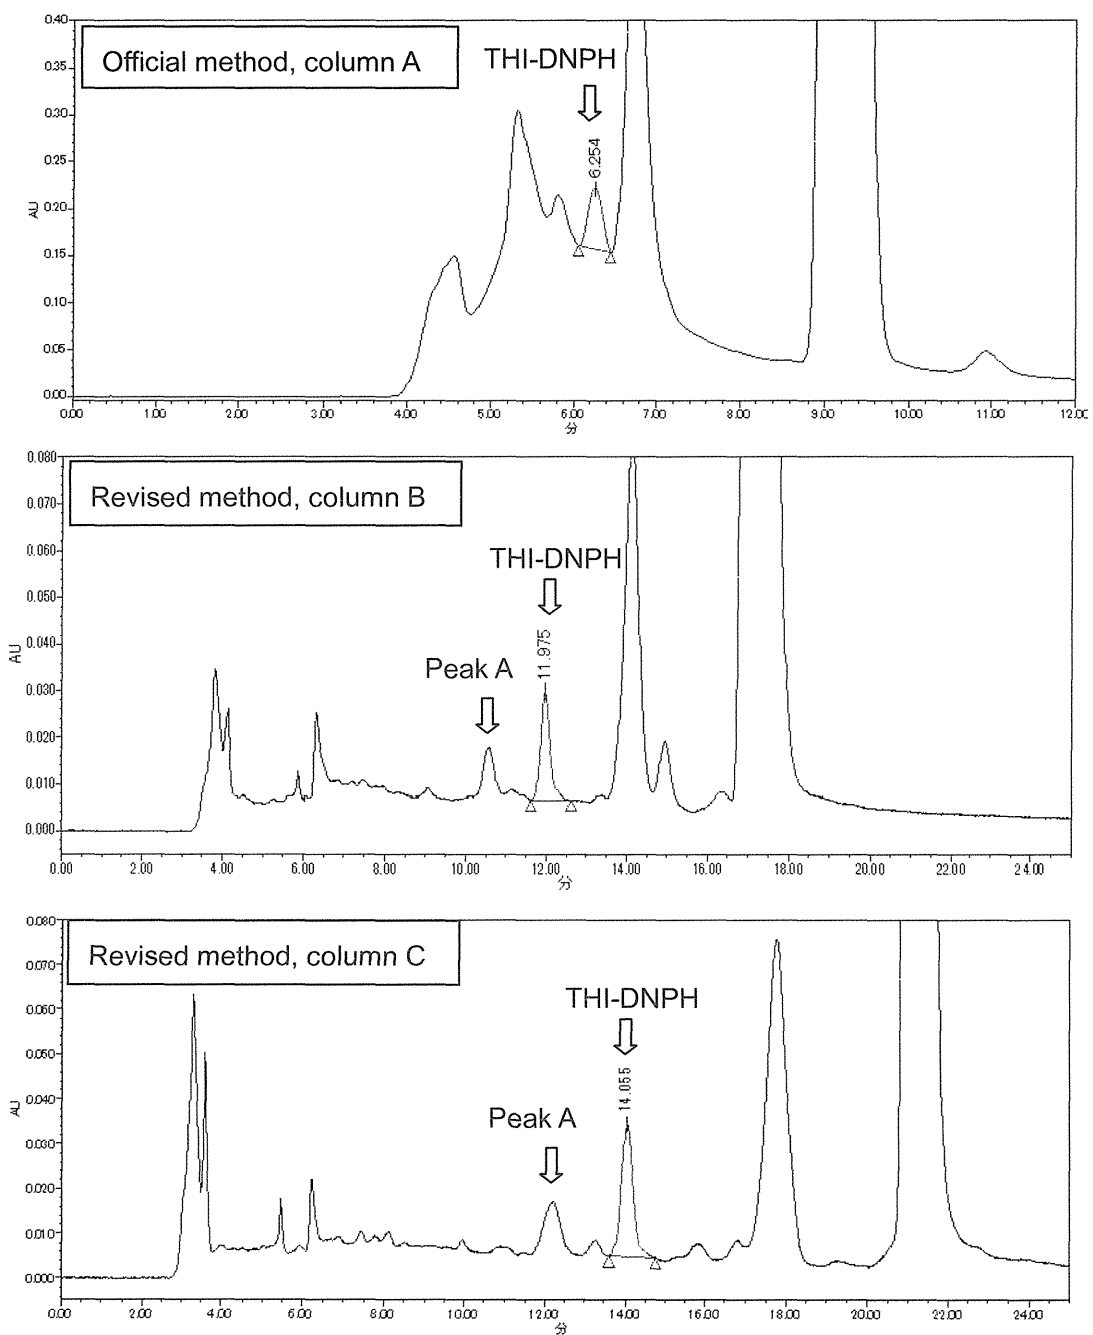 Official method, column A
THI-DNPH
6.254
AU
0.40
0.35
0.30
0.25
0.20
0.15
0.10
0.05
0.00
0.00 1.00 2.00 3.00 4.00 5.00 6.00 7.00 8.00 9.00 10.00 11.00 12.00
分
Revised method, column B
THI-DNPH
11.975
Peak A
AU
0.080
0.070
0.060
0.050
0.040
0.030
0.020
0.010
0.000
0.00 2.00 4.00 6.00 8.00 10.00 12.00 14.00 16.00 18.00 20.00 22.00 24.00
分
Revised method, column C
THI-DNPH
14.055
Peak A
AU
0.080
0.070
0.060
0.050
0.040
0.030
0.020
0.010
0.000
0.00 2.00 4.00 6.00 8.00 10.00 12.00 14.00 16.00 18.00 20.00 22.00 24.00
分